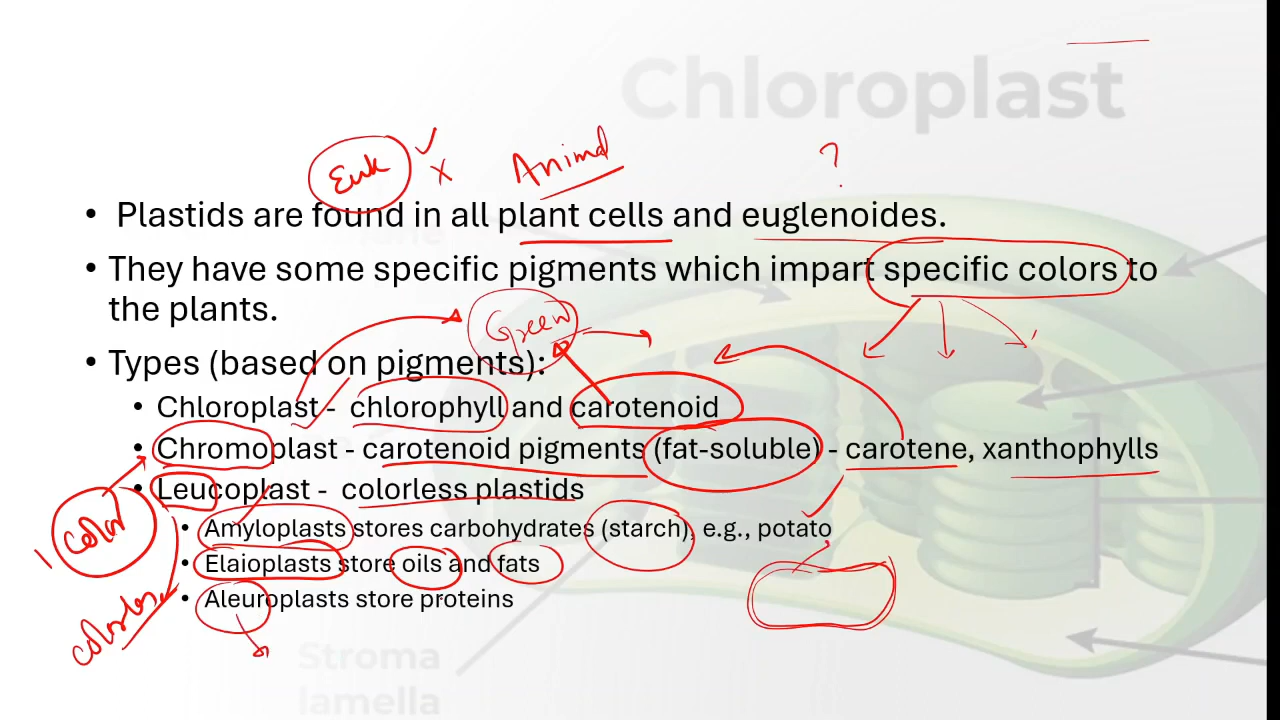 Chloroplast
Euk ✓ x Animal ?
• Plastids are found in all plant cells and euglenoides.
• They have some specific pigments which impart specific colors to
the plants.
Green
• Types (based on pigments):
• Chloroplast - chlorophyll and carotenoid
• Chromoplast - carotenoid pigments (fat-soluble) - carotene, xanthophylls
• Leucoplast - colorless plastids
color
• Amyloplasts stores carbohydrates (starch), e.g., potato
• Elaioplasts store oils and fats
• Aleuroplasts store proteins
colorless
Stroma
lamella